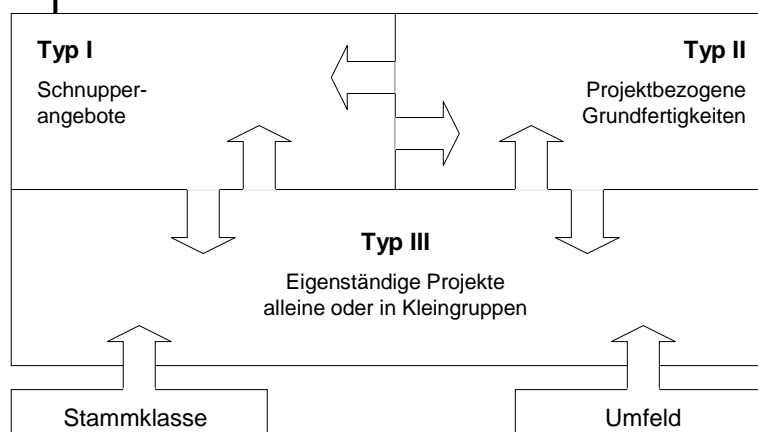 Typ I
Schnupper-
angebote
Typ II
Projektbezogene
Grundfertigkeiten
Typ III
Eigenständige Projekte
alleine oder in Kleingruppen
Stammklasse
Umfeld